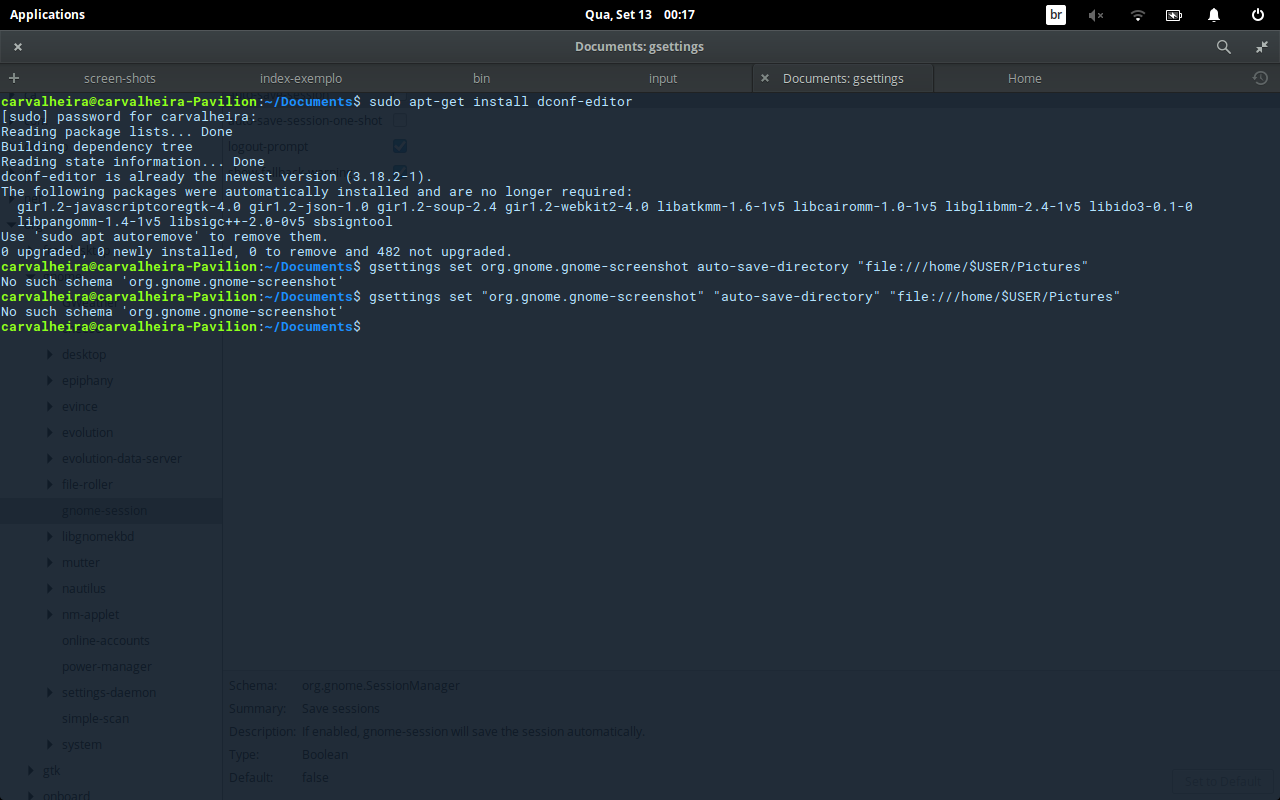 Applications
Qua, Set 13 00:17
br
Documents: gsettings
screen-shots
index-exemplo
bin
input
Documents: gsettings
Home
carvalheira@carvalheira-Pavilion:~/Documents$ sudo apt-get install dconf-editor
[sudo] password for carvalheira:
Reading package lists... Done
Building dependency tree
Reading state information... Done
dconf-editor is already the newest version (3.18.2-1).
The following packages were automatically installed and are no longer required:
gir1.2-javascriptcoregtk-4.0 gir1.2-json-1.0 gir1.2-soup-2.4 gir1.2-webkit2-4.0 libatkmm-1.6-1v5 libcairomm-1.0-1v5 libglibmm-2.4-1v5 libido3-0.1-0
libpangomm-1.4-1v5 libsigc++-2.0-0v5 sbsigntool
Use 'sudo apt autoremove' to remove them.
0 upgraded, 0 newly installed, 0 to remove and 482 not upgraded.
carvalheira@carvalheira-Pavilion:~/Documents$ gsettings set org.gnome.gnome-screenshot auto-save-directory "file:///home/$USER/Pictures"
No such schema 'org.gnome.gnome-screenshot'
carvalheira@carvalheira-Pavilion:~/Documents$ gsettings set "org.gnome.gnome-screenshot" "auto-save-directory" "file:///home/$USER/Pictures"
No such schema 'org.gnome.gnome-screenshot'
carvalheira@carvalheira-Pavilion:~/Documents$
auto-save-session-one-shot
logout-prompt
desktop
epiphany
evince
evolution
evolution-data-server
file-roller
gnome-session
libgnomekbd
mutter
nautilus
nm-applet
online-accounts
power-manager
settings-daemon
simple-scan
system
gtk
onboard
Schema: org.gnome.SessionManager
Summary: Save sessions
Description: If enabled, gnome-session will save the session automatically.
Type: Boolean
Default: false
Set to Default